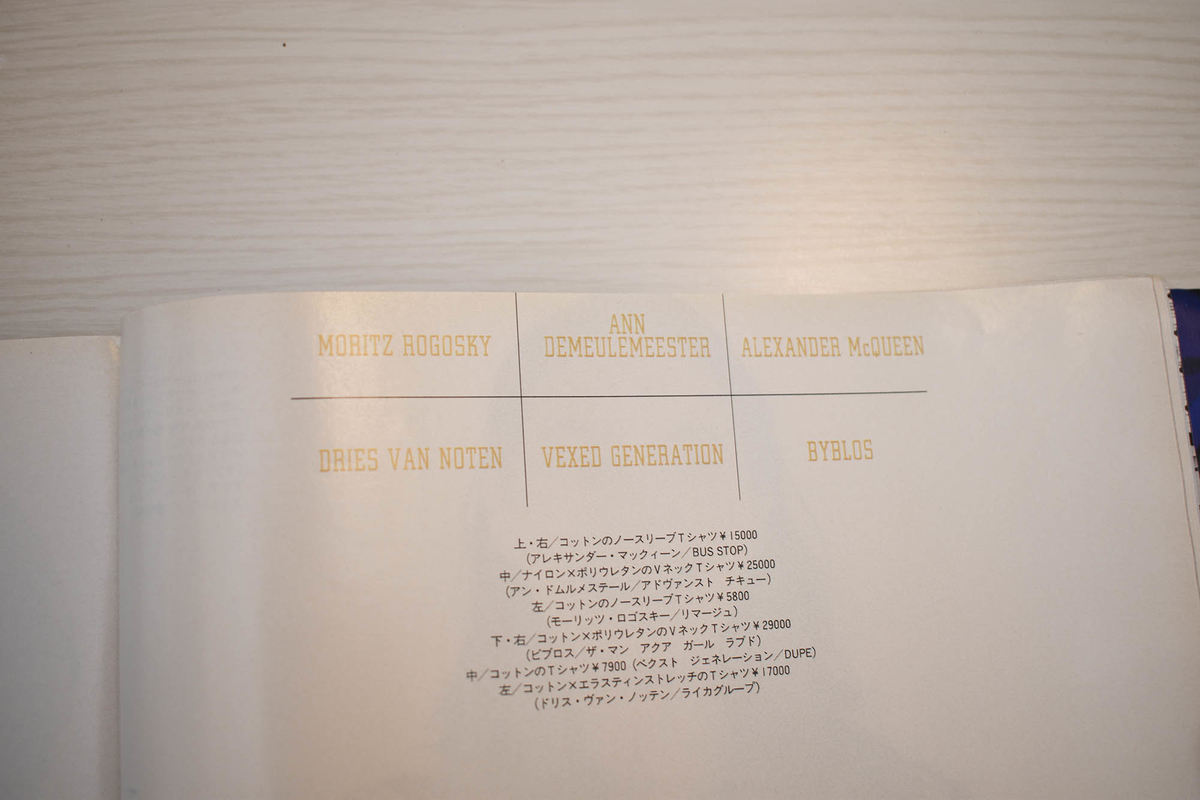 MORITZ ROGOSKY
ANN
DEMEULEMEESTER
ALEXANDER McQUEEN
DRIES VAN NOTEN
VEXED GENERATION
BYBLOS
上・右/コットンのノースリーブTシャツ¥15000
(アレキサンダー・マックィーン/BUS STOP)
中/ナイロン×ポリウレタンのVネックTシャツ¥25000
(アン・ドムルメステール/アドヴァンスト チキュー)
左/コットンのノースリーブTシャツ¥5800
(モーリッツ・ロゴスキー/リマージュ)
下・右/コットン×ポリウレタンのVネックTシャツ¥29000
(ビブロス/ザ・マン アクア ガール ラブド)
中/コットンのTシャツ¥7900(ベクスト ジェネレーション/DUPE)
左/コットン×エラスティンストレッチのTシャツ¥17000
(ドリス・ヴァン・ノッテン/ライカグループ)